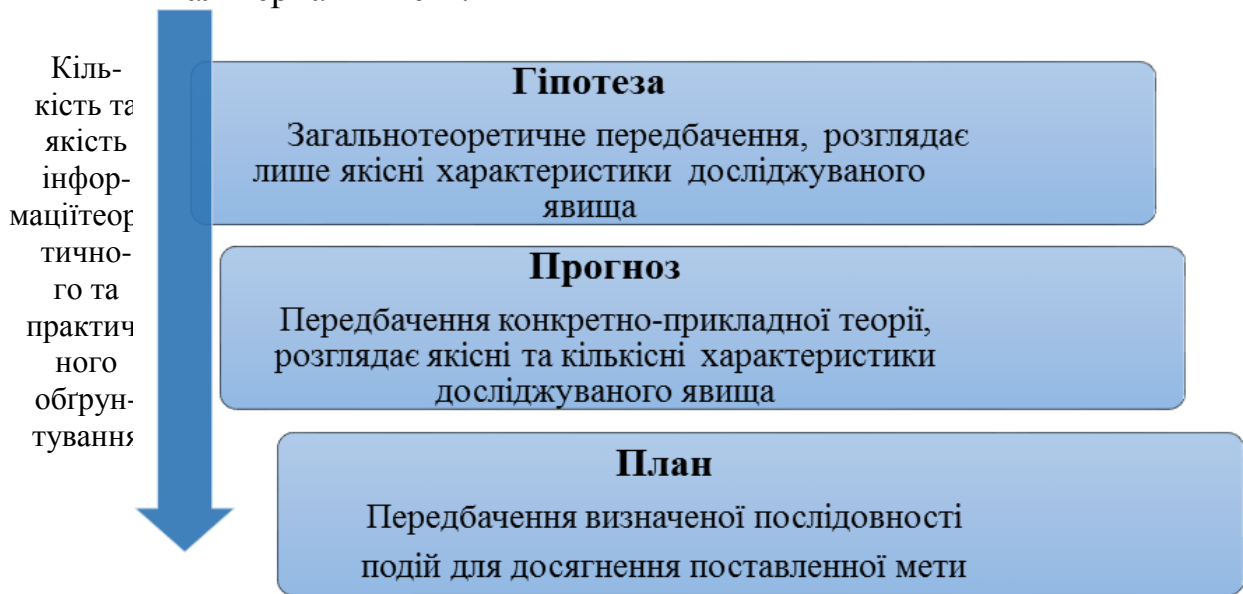 Кіль-
кість та
якість
інфор-
маціїтеор
тично-
го та
практич
ного
обґрун-
тування
Гіпотеза
Загальнотеоретичне передбачення, розглядає
лише якісні характеристики досліджуваного
явища
Прогноз
Передбачення конкретно-прикладної теорії,
розглядає якісні та кількісні характеристики
досліджуваного явища
План
Передбачення визначеної послідовності
подій для досягнення поставленної мети